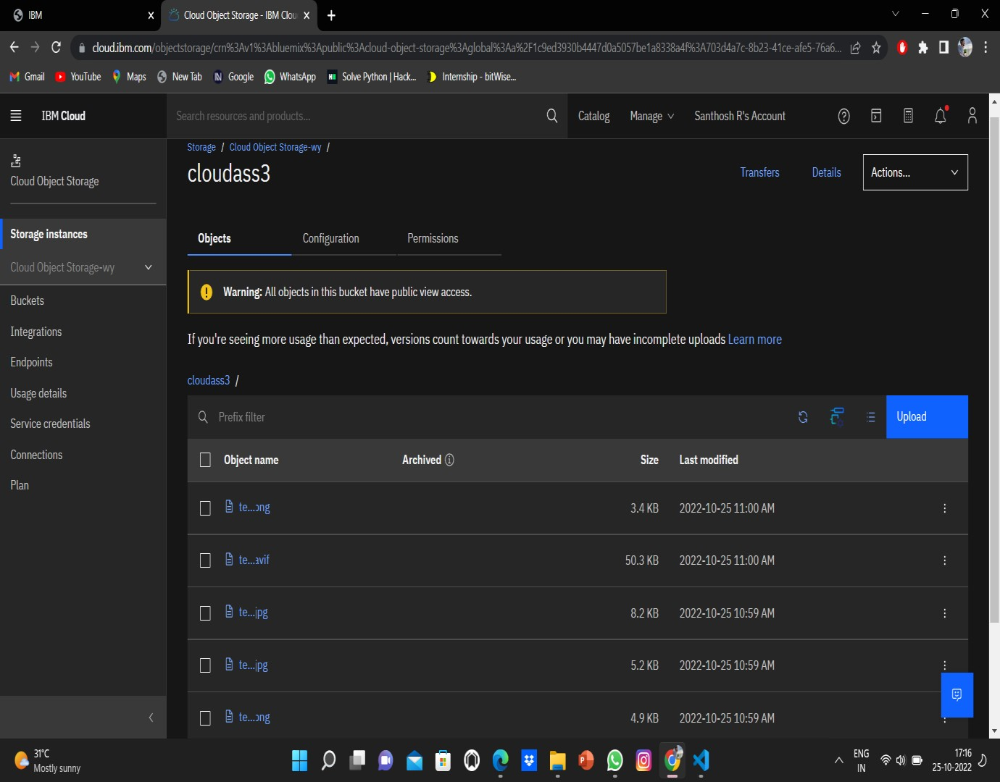 IBM
Cloud Object Storage - IBM Clou
cloud.ibm.com/objectstorage/crn%3Av1%3Abluemix%3Apublic%3Acloud-object-storage%3Aglobal%3Aa%2F1c9ed3930b4447d0a5057be1a8338a4f%3A703d4a7c-8b23-41ce-afe5-76a6...
Gmail YouTube Maps New Tab Google WhatsApp Solve Python | Hack... Internship - bitWise...
IBM Cloud
Search resources and products...
Catalog Manage Santhosh R's Account
Storage / Cloud Object Storage-wy /
cloudass3
Transfers Details Actions...
Cloud Object Storage
Storage instances
Cloud Object Storage-wy
Buckets
Integrations
Endpoints
Usage details
Service credentials
Connections
Plan
Objects Configuration Permissions
Warning: All objects in this bucket have public view access.
If you're seeing more usage than expected, versions count towards your usage or you may have incomplete uploads Learn more
cloudass3 /
Prefix filter
Upload
Object name Archived Size Last modified
te...png 3.4 KB 2022-10-25 11:00 AM
te...avif 50.3 KB 2022-10-25 11:00 AM
te...jpg 8.2 KB 2022-10-25 10:59 AM
te...jpg 5.2 KB 2022-10-25 10:59 AM
te...png 4.9 KB 2022-10-25 10:59 AM
31°C
Mostly sunny
ENG
IN
17:16
25-10-2022